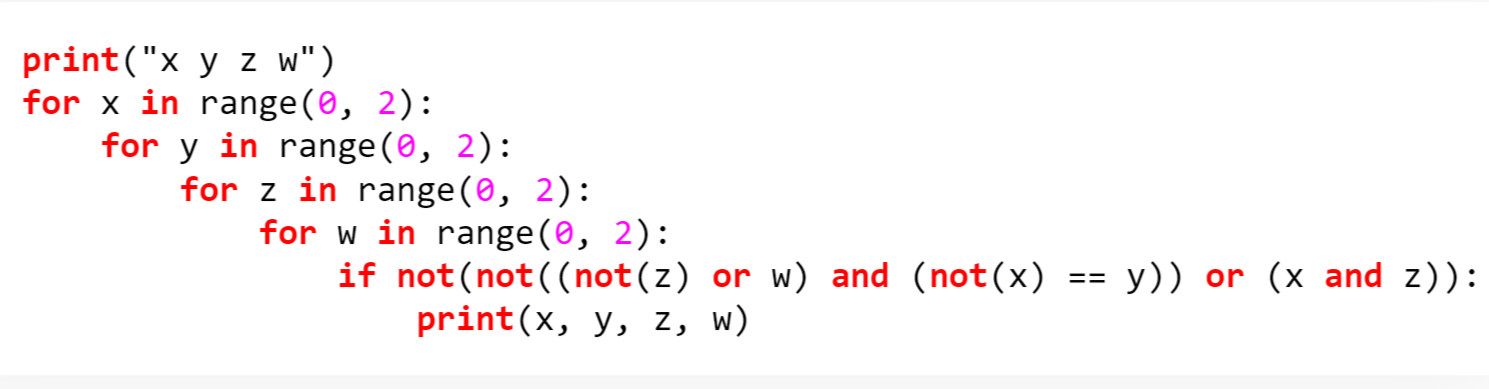 print("x y z w")
for x in range(0, 2):
    for y in range(0, 2):
        for z in range(0, 2):
            for w in range(0, 2):
                if not(not((not(z) or w) and (not(x) == y)) or (x and z)):
                    print(x, y, z, w)